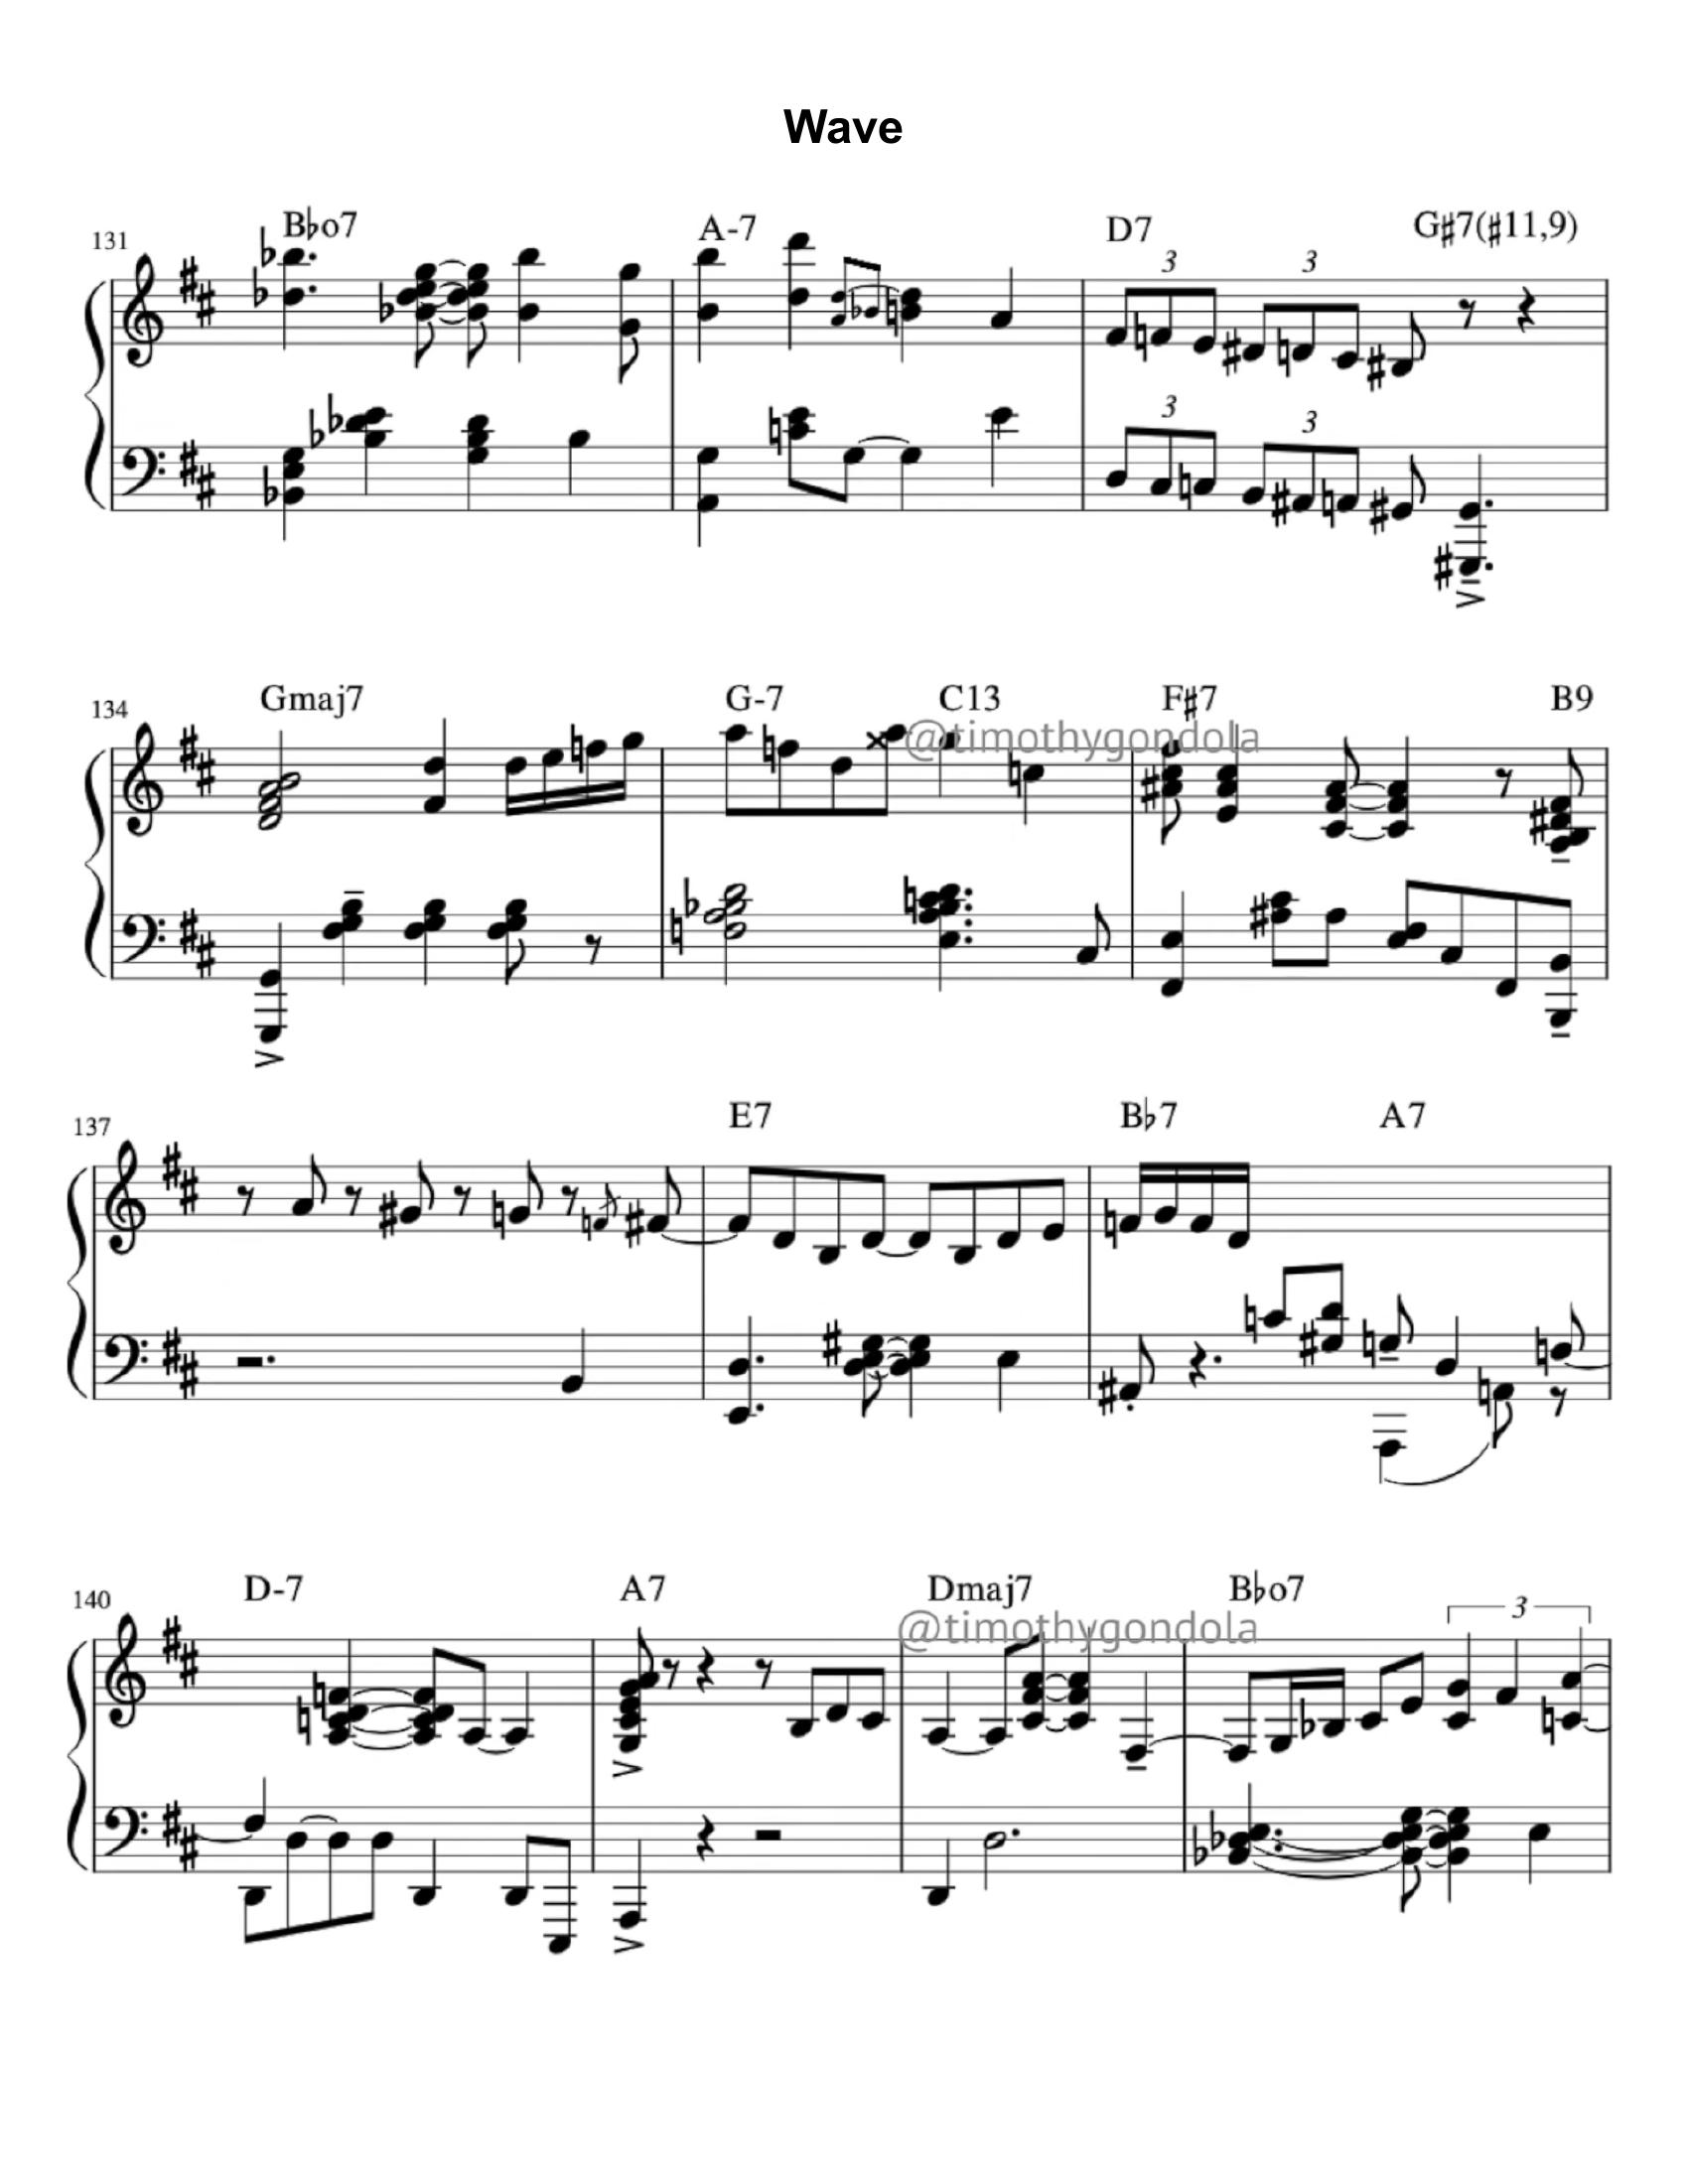 Wave
131 B♭o7 A-7 D7 G♯7(♯11,9)
3 3
3 3
134 Gmaj7 G-7 C13 F♯7 B9
@timothygondola
137 E7 B♭7 A7
140 D-7 A7 Dmaj7 B♭o7
@timothygondola 3